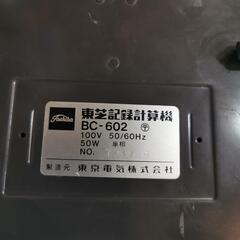 Toshiba
東芝記録計算機
BC-602 〒
100V 50/60Hz
50W 単相
NO.
製造元 東京電気株式会社